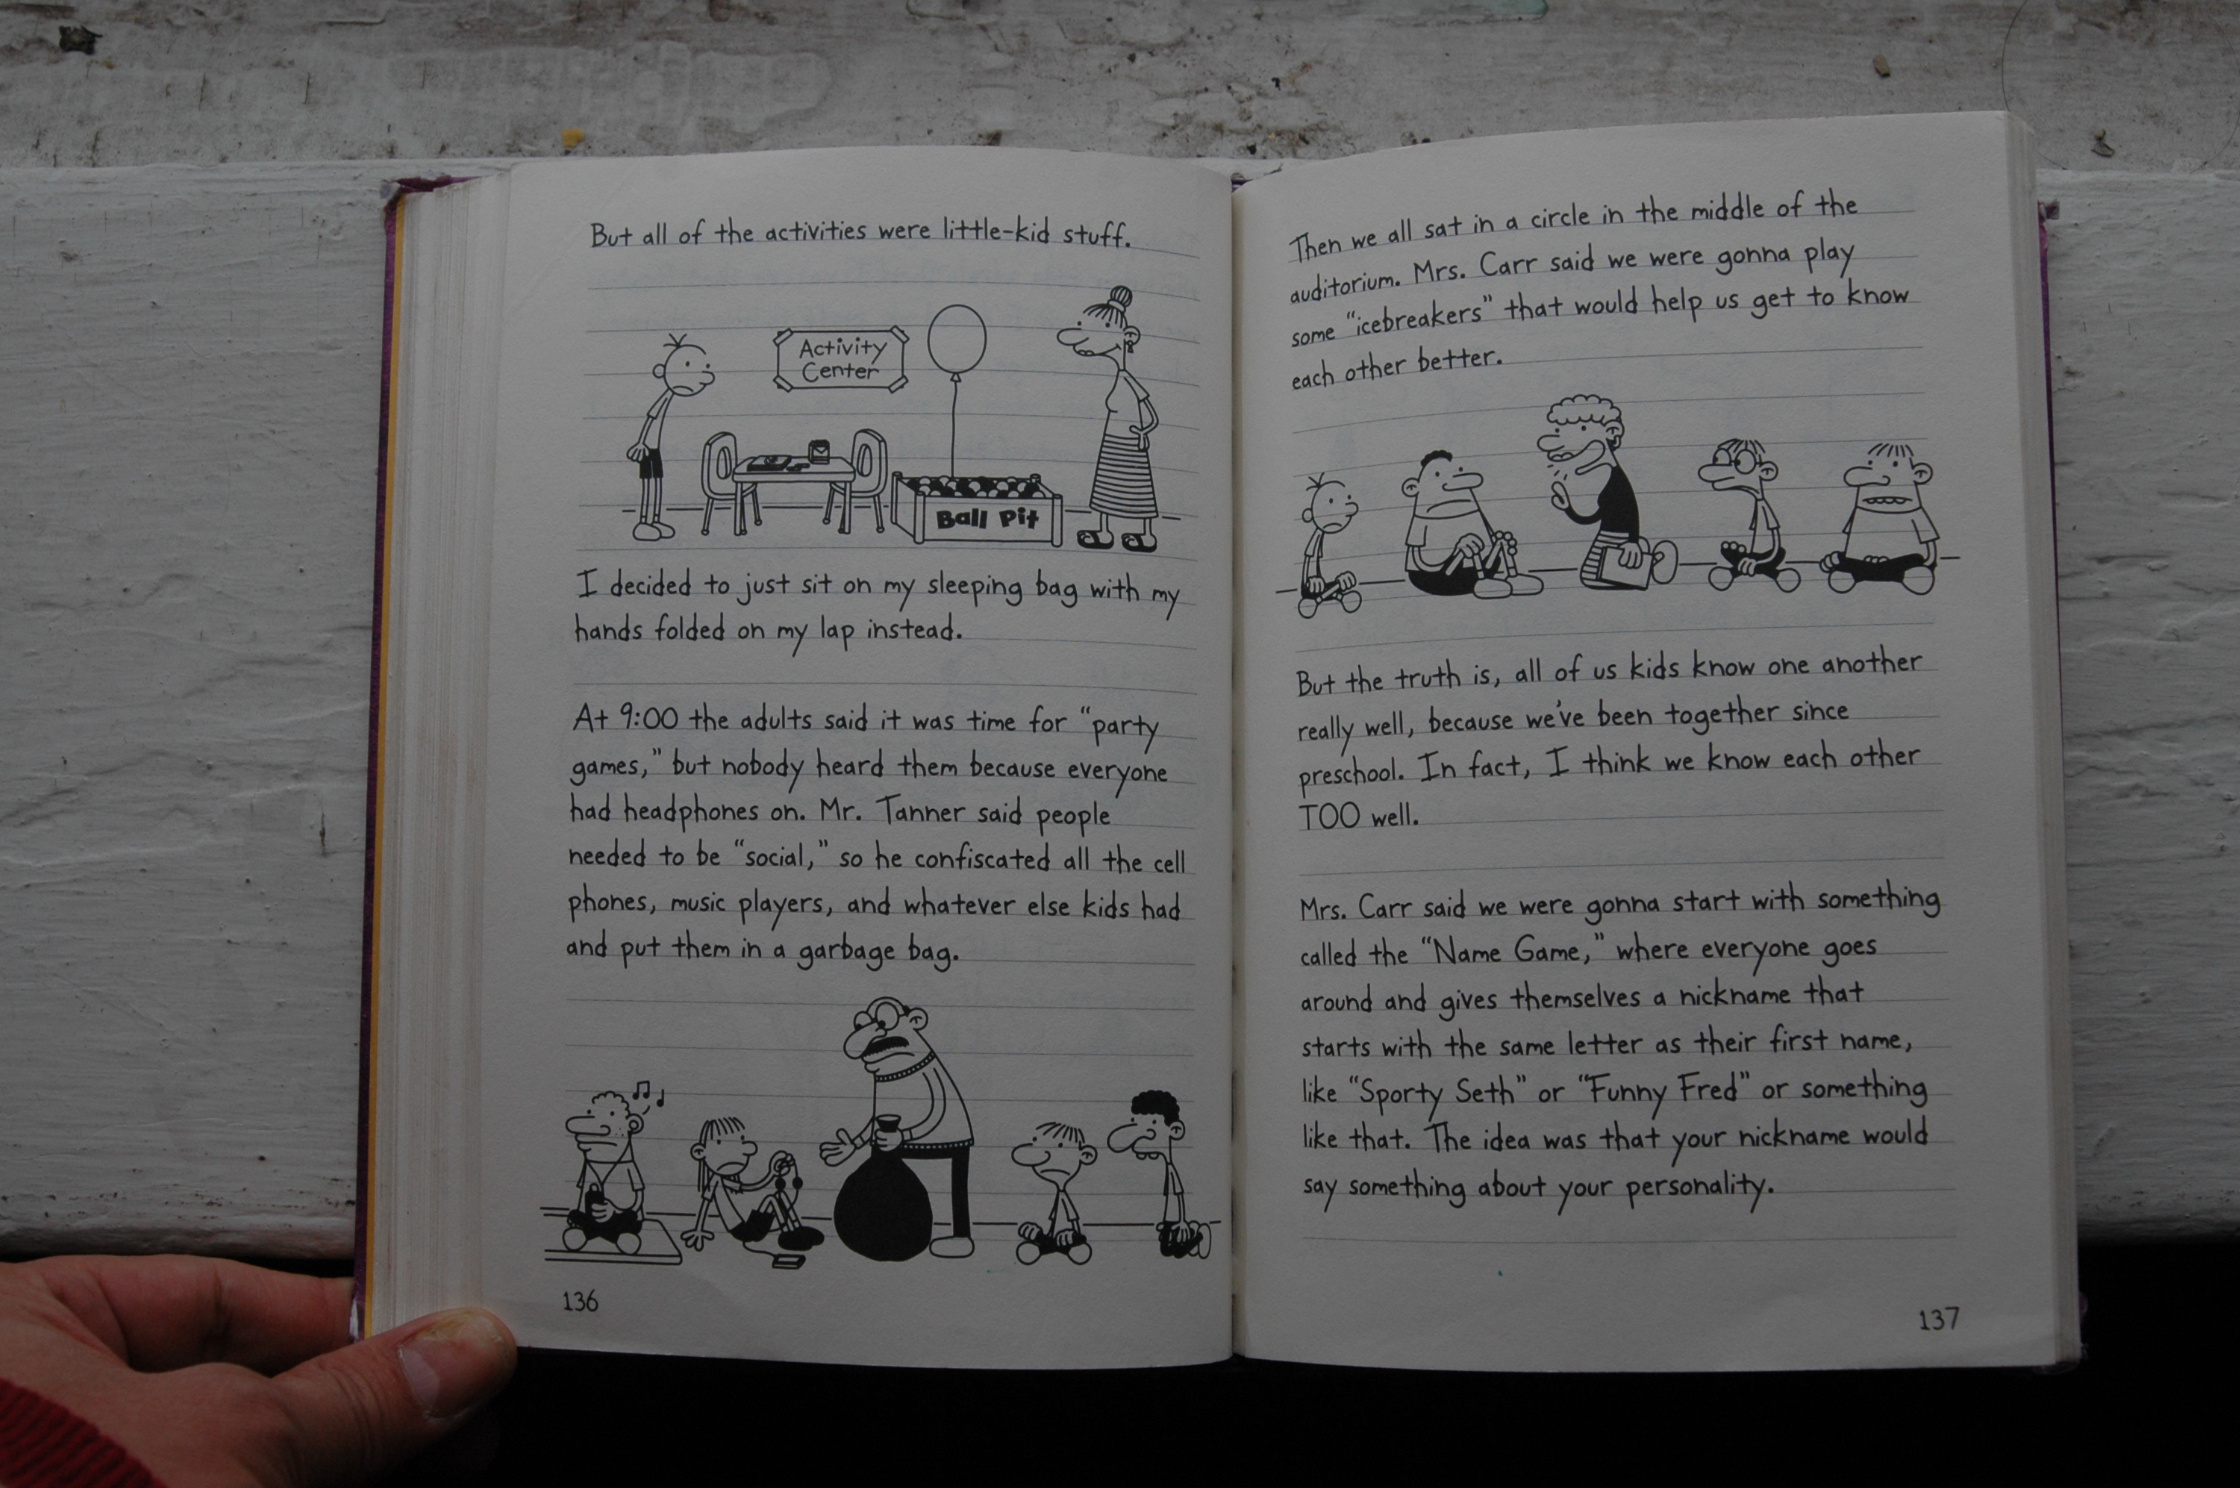 But all of the activities were little-kid stuff.
Activity
Center
Ball Pit
I decided to just sit on my sleeping bag with my
hands folded on my lap instead.
At 9:00 the adults said it was time for “party
games,” but nobody heard them because everyone
had headphones on. Mr. Tanner said people
needed to be “social,” so he confiscated all the cell
phones, music players, and whatever else kids had
and put them in a garbage bag.
136
Then we all sat in a circle in the middle of the
auditorium. Mrs. Carr said we were gonna play
some “icebreakers” that would help us get to know
each other better.
But the truth is, all of us kids know one another
really well, because we’ve been together since
preschool. In fact, I think we know each other
TOO well.
Mrs. Carr said we were gonna start with something
called the “Name Game,” where everyone goes
around and gives themselves a nickname that
starts with the same letter as their first name,
like “Sporty Seth” or “Funny Fred” or something
like that. The idea was that your nickname would
say something about your personality.
137